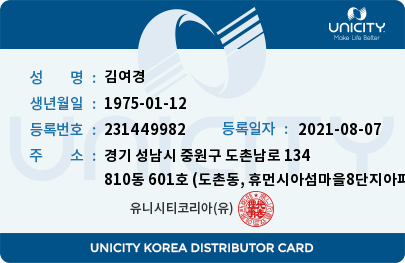 UNICITY
Make Life Better
성 명 : 김여경
생년월일 : 1975-01-12
등록번호 : 231449982 등록일자 : 2021-08-07
UNICITY
주 소 : 경기 성남시 중원구 도촌남로 134
810동 601호 (도촌동, 휴먼시아섬마을8단지아파
유니시티코리아(유)
UNICITY KOREA DISTRIBUTOR CARD